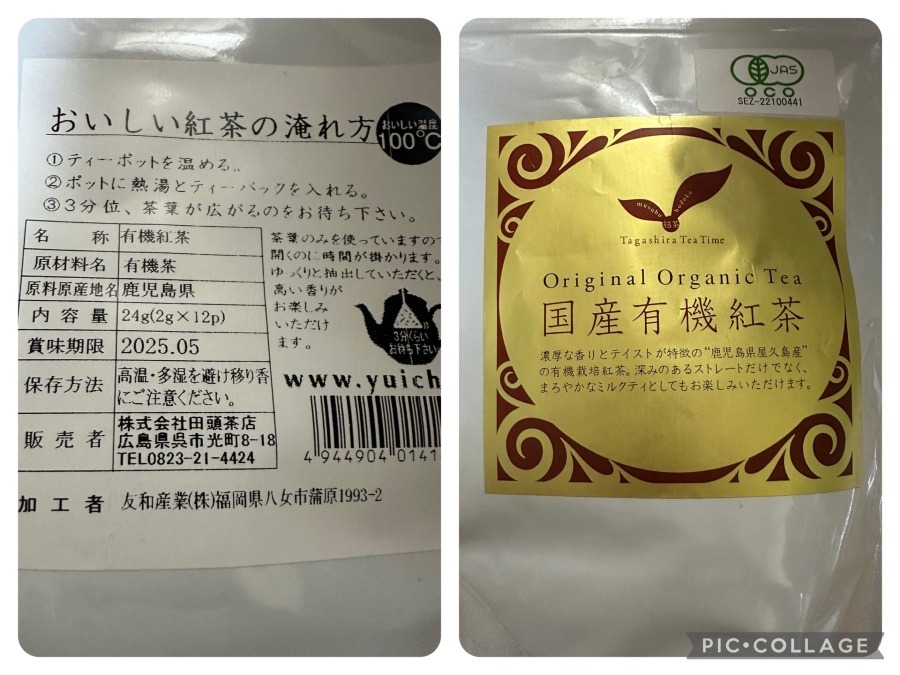 おいしい紅茶の淹れ方
おいしい温度
100℃
①ティーポットを温める。
②ポットに熱湯とティーバックを入れる。
③3分位、茶葉が広がるのをお待ち下さい。
名 称 有機紅茶
原材料名 有機茶
原料原産地名 鹿児島県
内容量 24g(2g×12p)
賞味期限 2025.05
保存方法 高温・多湿を避け移り香
にご注意ください。
販売者 株式会社田頭茶店
広島県呉市光町8-18
TEL0823-21-4424
加工者 友和産業(株)福岡県八女市蒲原1993-2
茶葉のみを使っていますので
開くのに時間が掛かります。
ゆっくりと抽出していただくと、
高い香りが
お楽しみ
いただけ
ます。
3分くらい
お待ち下さい
www.yuich
4 944904 0141
JAS
OCO
SEZ-22100441
musubu hodoku
結茶
Tagashira Tea Time
Original Organic Tea
国産有機紅茶
濃厚な香りとテイストが特徴の“鹿児島県屋久島産”
の有機栽培紅茶。深みのあるストレートだけでなく、
まろやかなミルクティとしてもお楽しみいただけます。
PIC•COLLAGE